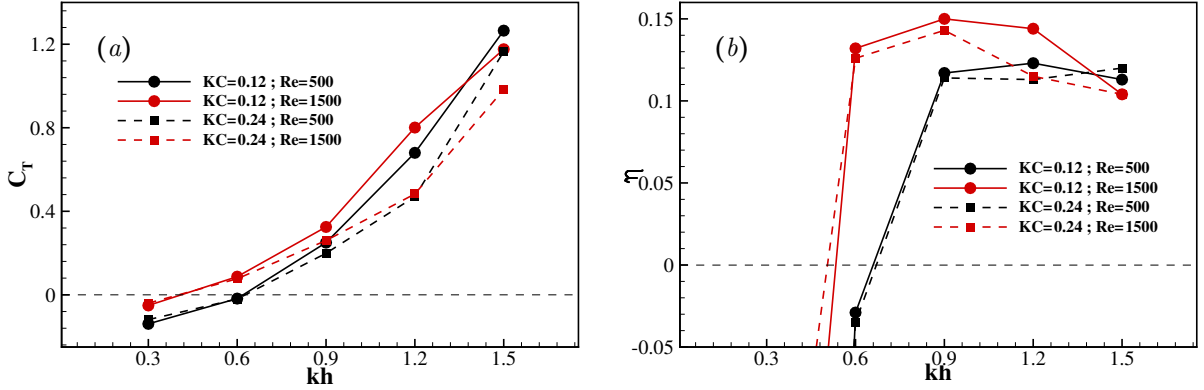 (a)
KC=0.12 ; Re=500
KC=0.12 ; Re=1500
KC=0.24 ; Re=500
KC=0.24 ; Re=1500
C_T
1.2
0.8
0.4
0
0.3 0.6 0.9 1.2 1.5
kh
(b)
KC=0.12 ; Re=500
KC=0.12 ; Re=1500
KC=0.24 ; Re=500
KC=0.24 ; Re=1500
η
0.15
0.1
0.05
0
-0.05
0.3 0.6 0.9 1.2 1.5
kh